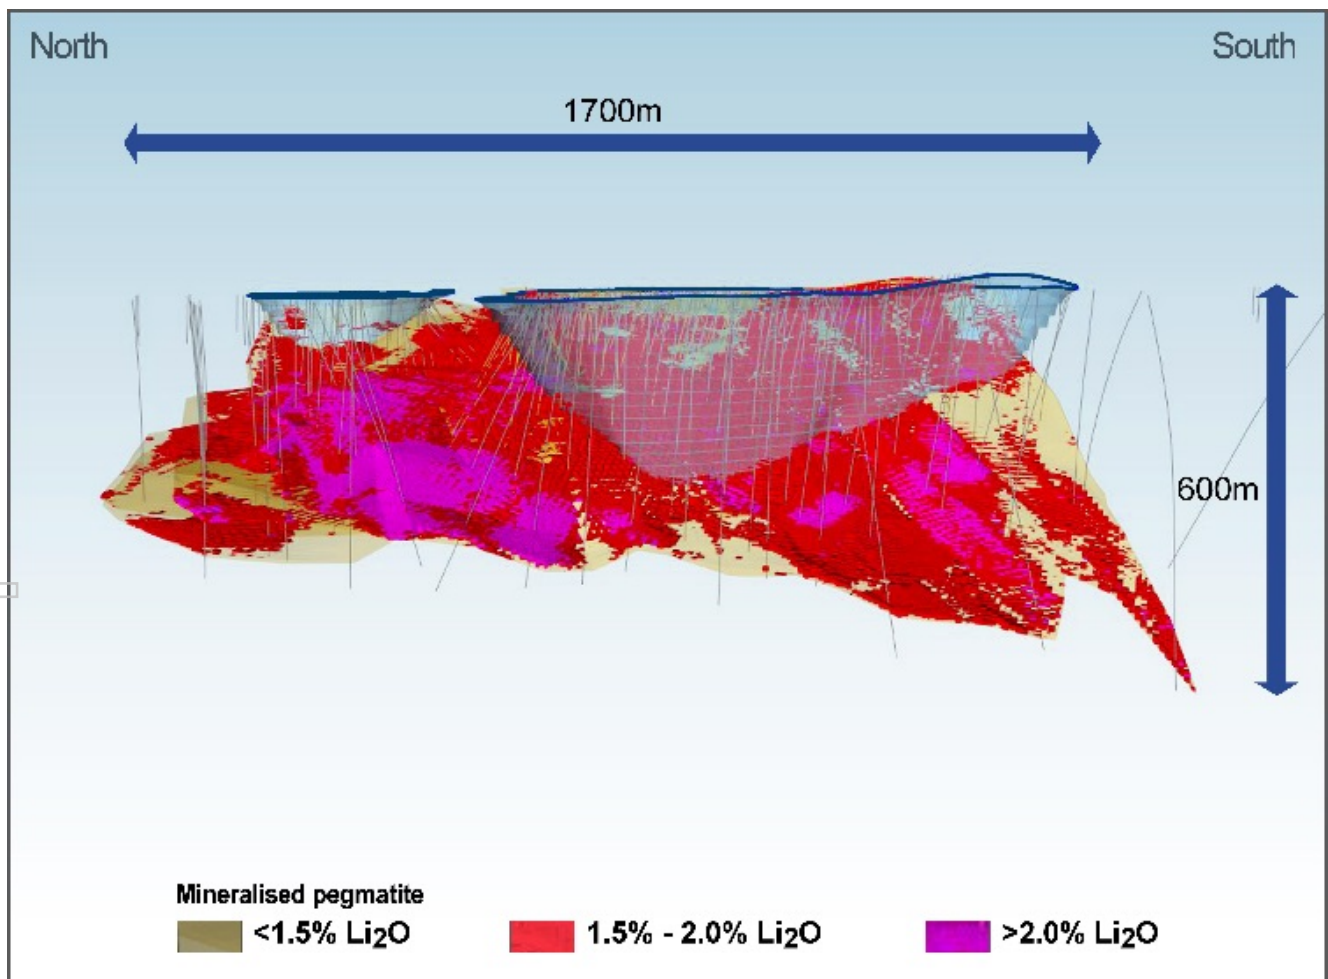 North
South
1700m
600m
Mineralised pegmatite
<1.5% Li₂O
1.5% - 2.0% Li₂O
>2.0% Li₂O